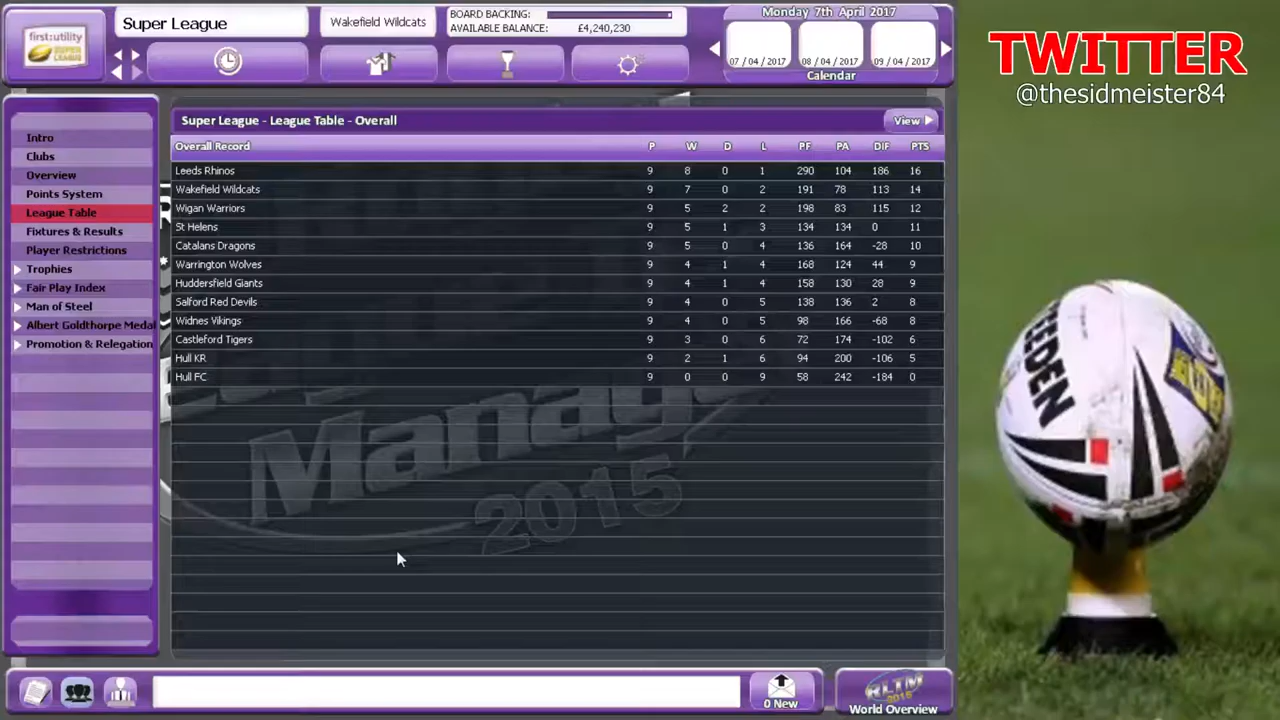 Super League
Wakefield Wildcats
BOARD BACKING:
AVAILABLE BALANCE: £4,240,230
Monday 7th April 2017
07 / 04 / 2017 08 / 04 / 2017 09 / 04 / 2017
Calendar
first:utility
SUPER LEAGUE
TWITTER
@thesidmeister84
Intro
Clubs
Overview
Points System
League Table
Fixtures & Results
Player Restrictions
Trophies
Fair Play Index
Man of Steel
Albert Goldthorpe Medal
Promotion & Relegation
Super League - League Table - Overall
View
Overall Record P W D L PF PA DIF PTS
Leeds Rhinos 9 8 0 1 290 104 186 16
Wakefield Wildcats 9 7 0 2 191 78 113 14
Wigan Warriors 9 5 2 2 198 83 115 12
St Helens 9 5 1 3 134 134 0 11
Catalans Dragons 9 5 0 4 136 164 -28 10
Warrington Wolves 9 4 1 4 168 124 44 9
Huddersfield Giants 9 4 1 4 158 130 28 9
Salford Red Devils 9 4 0 5 138 136 2 8
Widnes Vikings 9 4 0 5 98 166 -68 8
Castleford Tigers 9 3 0 6 72 174 -102 6
Hull KR 9 2 1 6 94 200 -106 5
Hull FC 9 0 0 9 58 242 -184 0
Manage
2015
0 New
RLTM
2015
World Overview